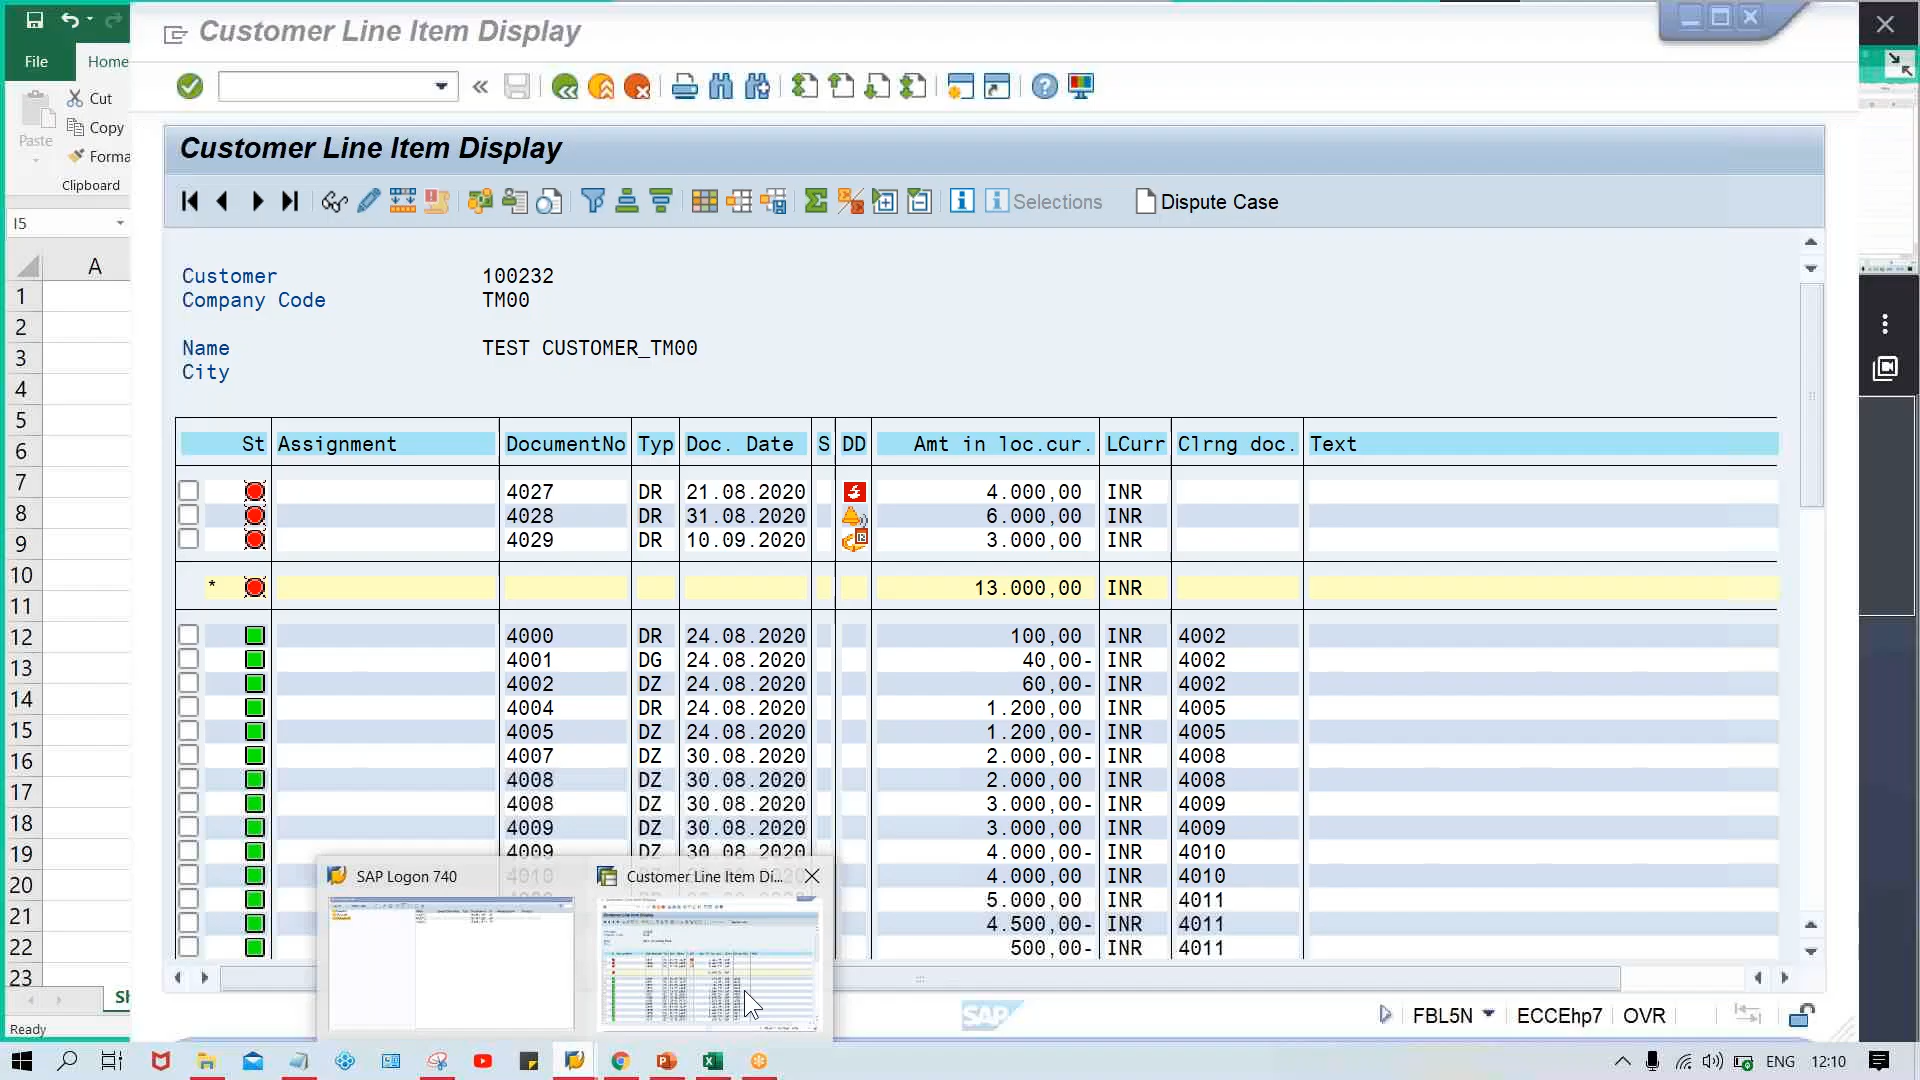 Customer Line Item Display
File Home
Cut
Copy
Paste
Forma
Clipboard
I5
A
1
2
3
4
5
6
7
8
9
10
11
12
13
14
15
16
17
18
19
20
21
22
23
Sh
Ready
Customer Line Item Display
Selections Dispute Case
Customer 100232
Company Code TM00
Name TEST CUSTOMER_TM00
City
St Assignment DocumentNo Typ Doc. Date S DD Amt in loc.cur. LCurr Clrng doc. Text
4027 DR 21.08.2020 4.000,00 INR
4028 DR 31.08.2020 6.000,00 INR
4029 DR 10.09.2020 3.000,00 INR
* 13.000,00 INR
4000 DR 24.08.2020 100,00 INR 4002
4001 DG 24.08.2020 40,00- INR 4002
4002 DZ 24.08.2020 60,00- INR 4002
4004 DR 24.08.2020 1.200,00 INR 4005
4005 DZ 24.08.2020 1.200,00- INR 4005
4007 DZ 30.08.2020 2.000,00- INR 4008
4008 DZ 30.08.2020 2.000,00 INR 4008
4008 DZ 30.08.2020 3.000,00- INR 4009
4009 DZ 30.08.2020 3.000,00 INR 4009
4009 DZ 30.08.2020 4.000,00- INR 4010
4.000,00 INR 4010
5.000,00 INR 4011
4.500,00- INR 4011
500,00- INR 4011
SAP Logon 740
Customer Line Item Di...
SAP
FBL5N ECCEhp7 OVR
ENG 12:10